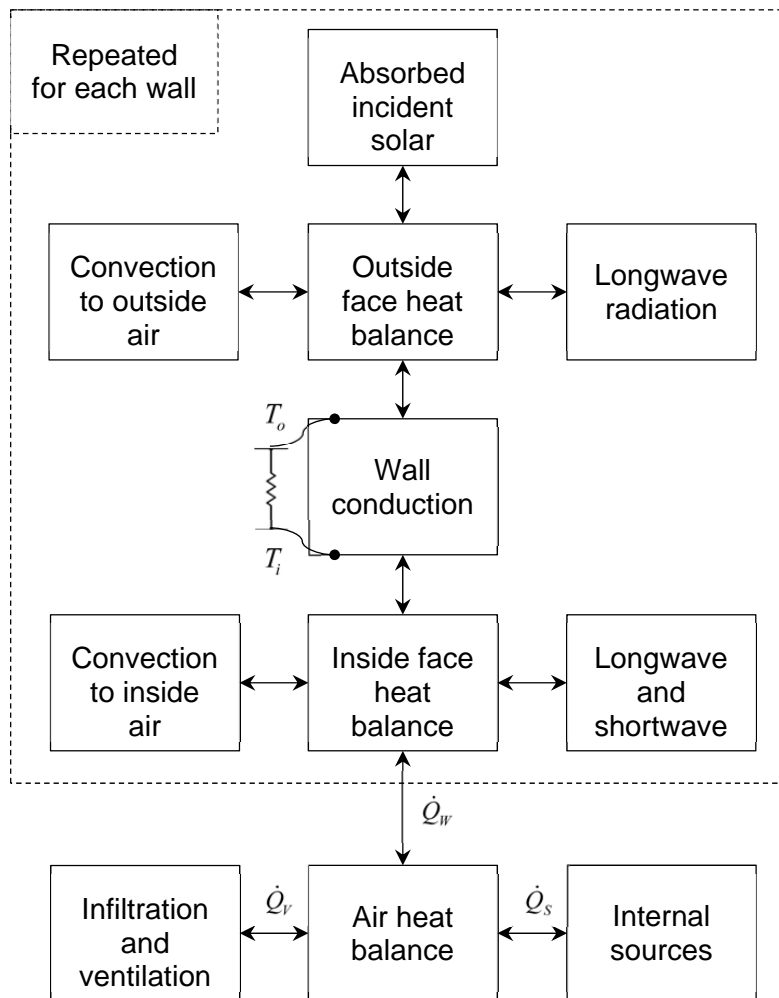 Repeated
for each wall
Absorbed
incident
solar
Convection
to outside
air
Outside
face heat
balance
Longwave
radiation
T_o
Wall
conduction
T_i
Convection
to inside
air
Inside face
heat
balance
Longwave
and
shortwave
Q̇_W
Infiltration
and
ventilation
Q̇_V
Air heat
balance
Q̇_S
Internal
sources